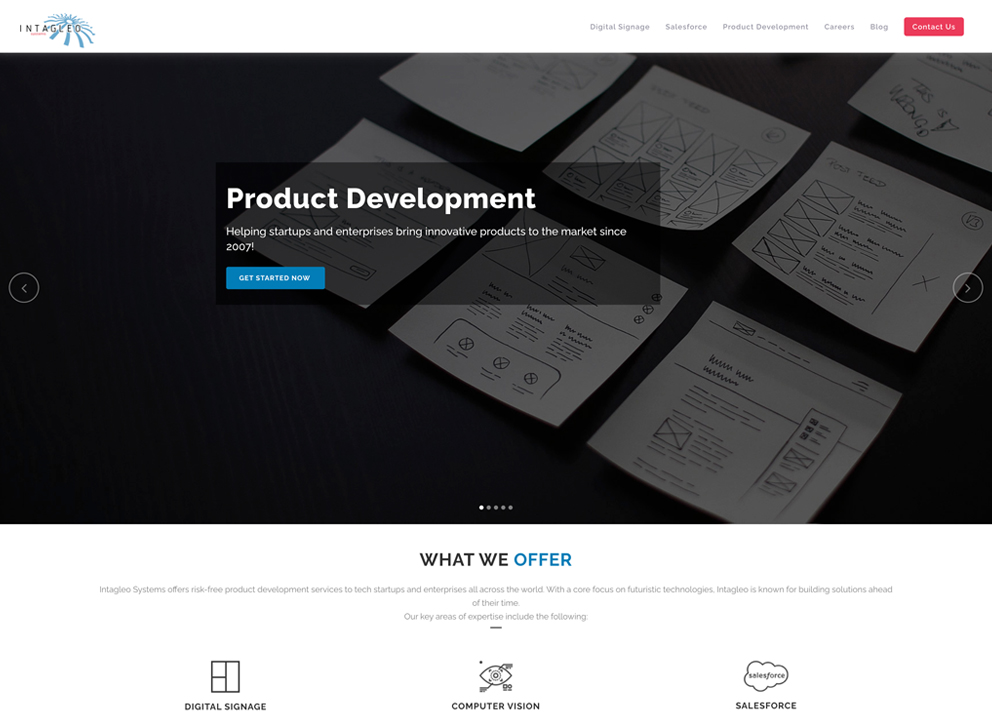 INTAGLEO
Digital Signage
Salesforce
Product Development
Careers
Blog
Contact Us
THIS IS
WRONG!
Product Development
Helping startups and enterprises bring innovative products to the market since
2007!
GET STARTED NOW
WHAT WE OFFER
Intagleo Systems offers risk-free product development services to tech startups and enterprises all across the world. With a core focus on futuristic technologies, Intagleo is known for building solutions ahead
of their time.
Our key areas of expertise include the following:
salesforce
DIGITAL SIGNAGE
COMPUTER VISION
SALESFORCE